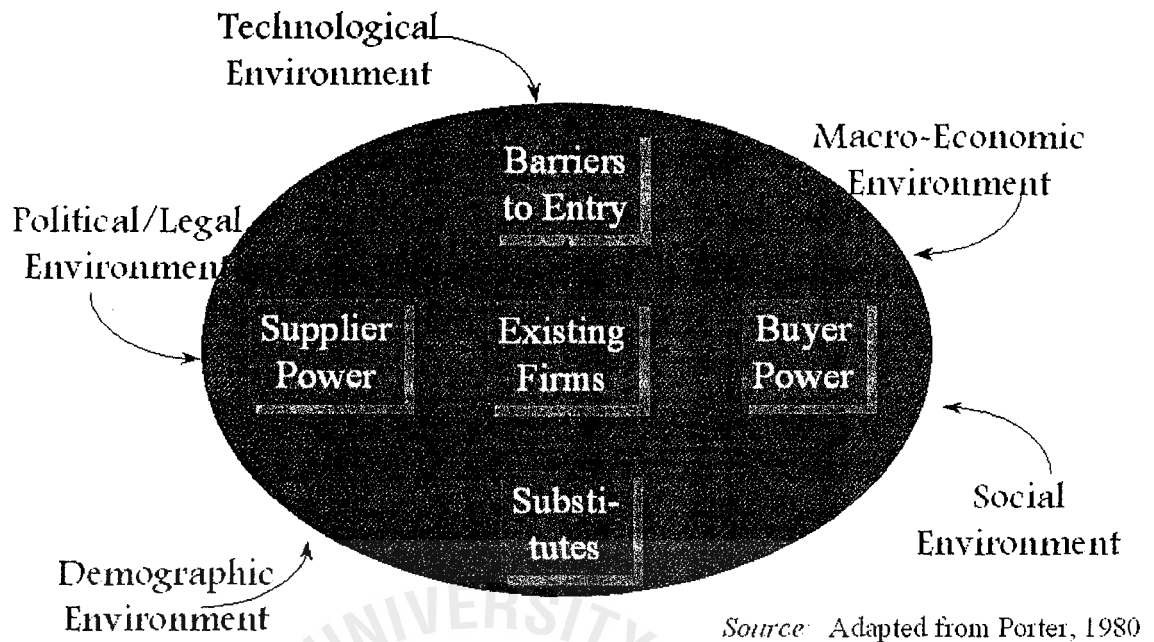 Technological
Environment
Macro-Economic
Environment
Barriers
to Entry
Political/Legal
Environment
Supplier
Power
Existing
Firms
Buyer
Power
Substi-
tutes
Social
Environment
Demographic
Environment
UNIVERSITY
Source: Adapted from Porter, 1980